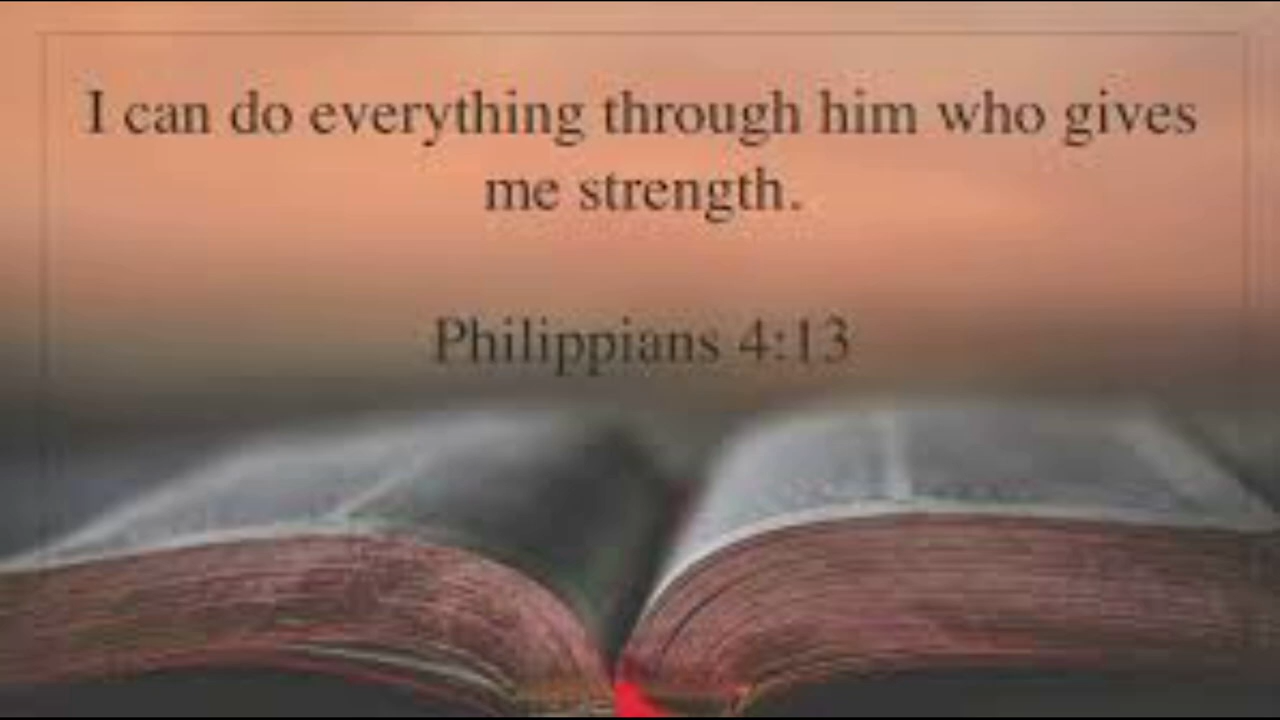 I can do everything through him who gives
me strength.
Philippians 4:13